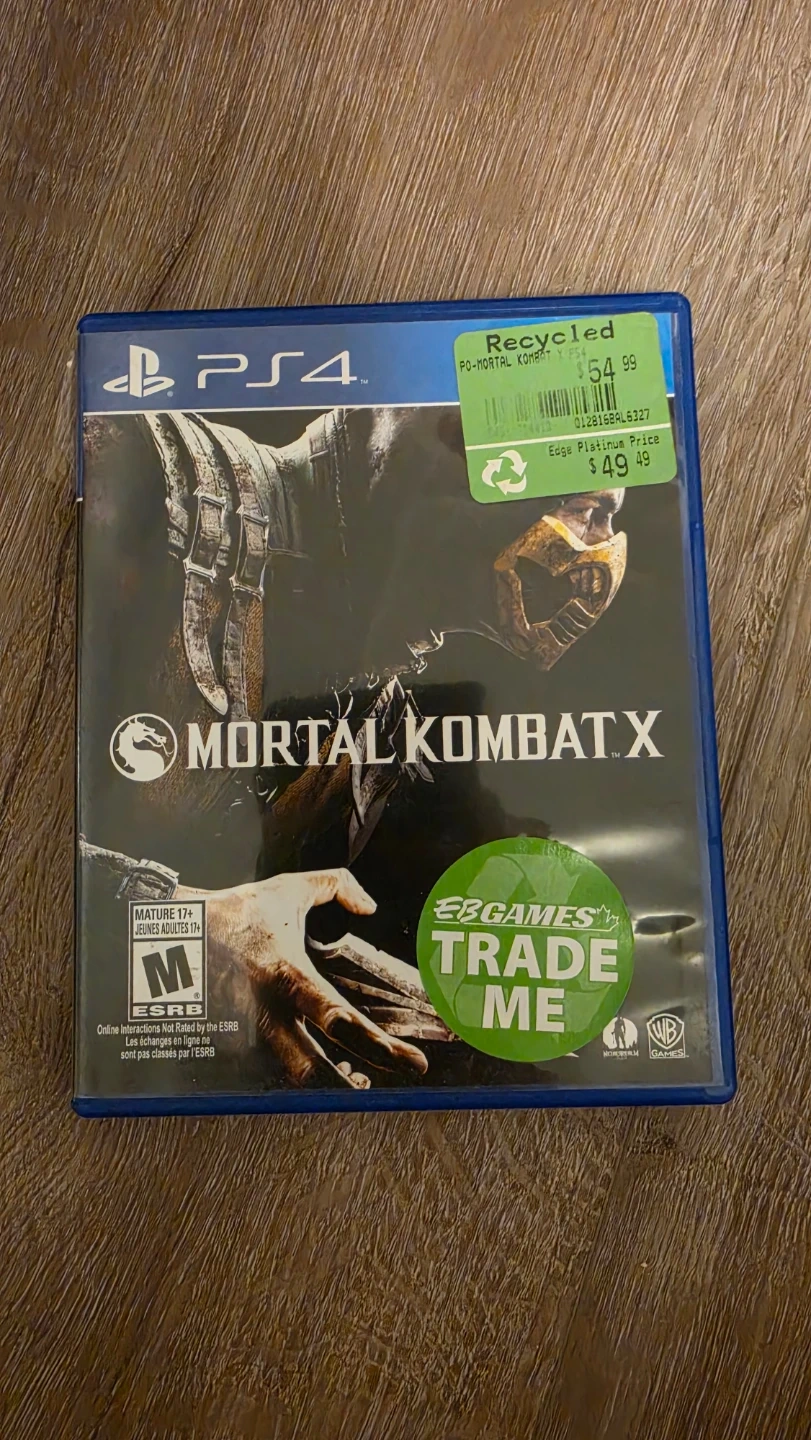 PS4
Recycled
PO-MORTAL KOMBAT X PS4
$54 99
012816BAL6327
Edge Platinum Price
$49 49
MORTAL KOMBAT X
EBGAMES
TRADE
ME
MATURE 17+
JEUNES ADULTES 17+
M
ESRB
Online Interactions Not Rated by the ESRB
Les échanges en ligne ne
sont pas classés par l'ESRB
WB
GAMES